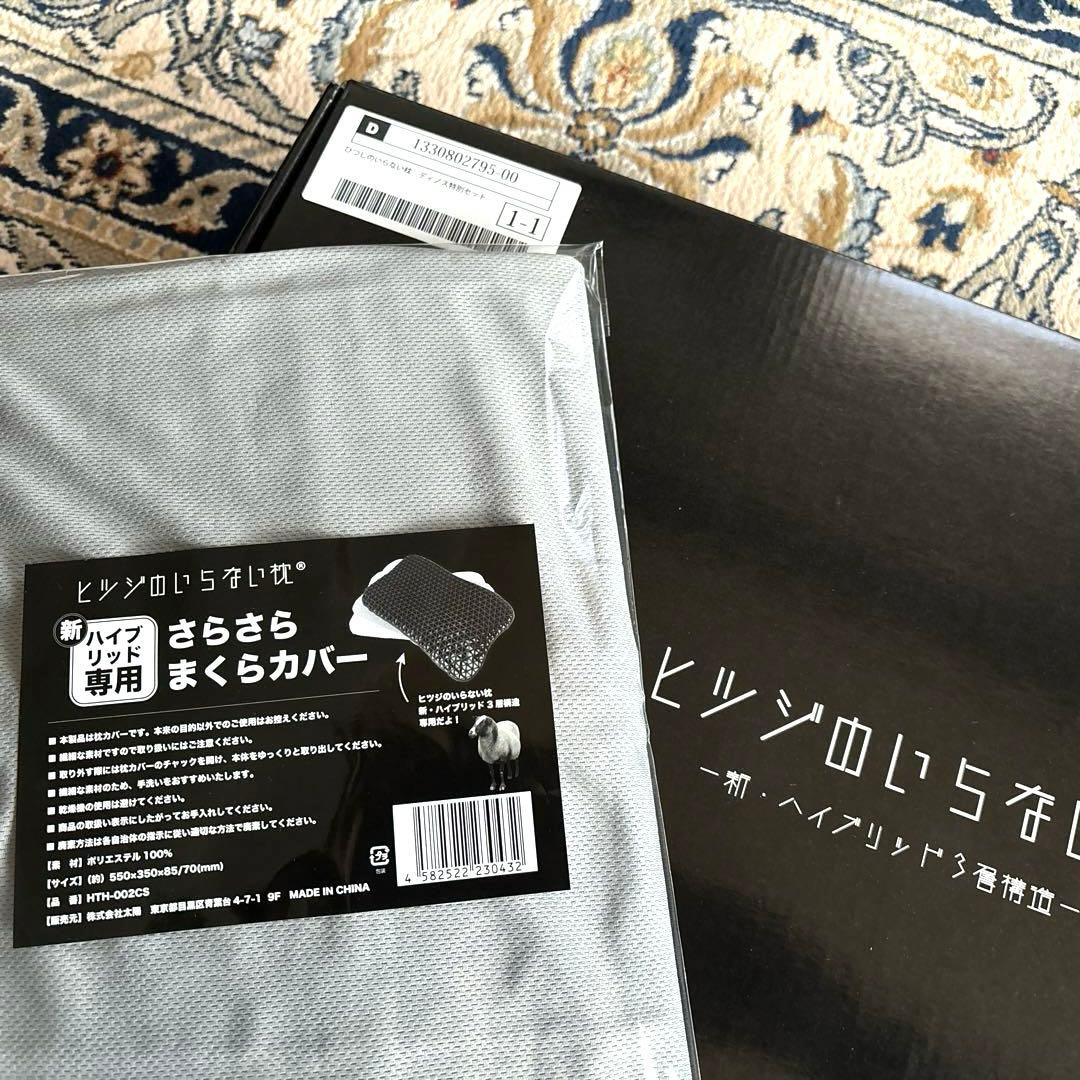 D
1330802795-00
ひつじのいらない枕 ディノス特別セット
1-1
ヒツジのいらない枕®
新
ハイブ
リッド
専用
さらさら
まくらカバー
ヒツジのいらない枕
新・ハイブリッド3層構造
専用だよ!
■ 本製品は枕カバーです。本来の目的以外でのご使用はお控えください。
■ 繊細な素材ですので取り扱いにはご注意ください。
■ 取り外す際には枕カバーのチャックを開け、本体をゆっくりと取り出してください。
■ 繊細な素材のため、手洗いをおすすめいたします。
■ 乾燥機の使用は避けてください。
■ 商品の取扱い表示にしたがってお手入れしてください。
■ 廃棄方法は各自治体の指示に従い適切な方法で廃棄してください。
【素 材】ポリエステル100%
【サイズ】(約) 550×350×85/70(mm)
【品 番】HTH-002CS
【販売元】株式会社太陽 東京都目黒区青葉台4-7-1 9F MADE IN CHINA
プラ
包装
4 582522 230432
ヒツジのいらない
―新・ハイブリッド3層構造―